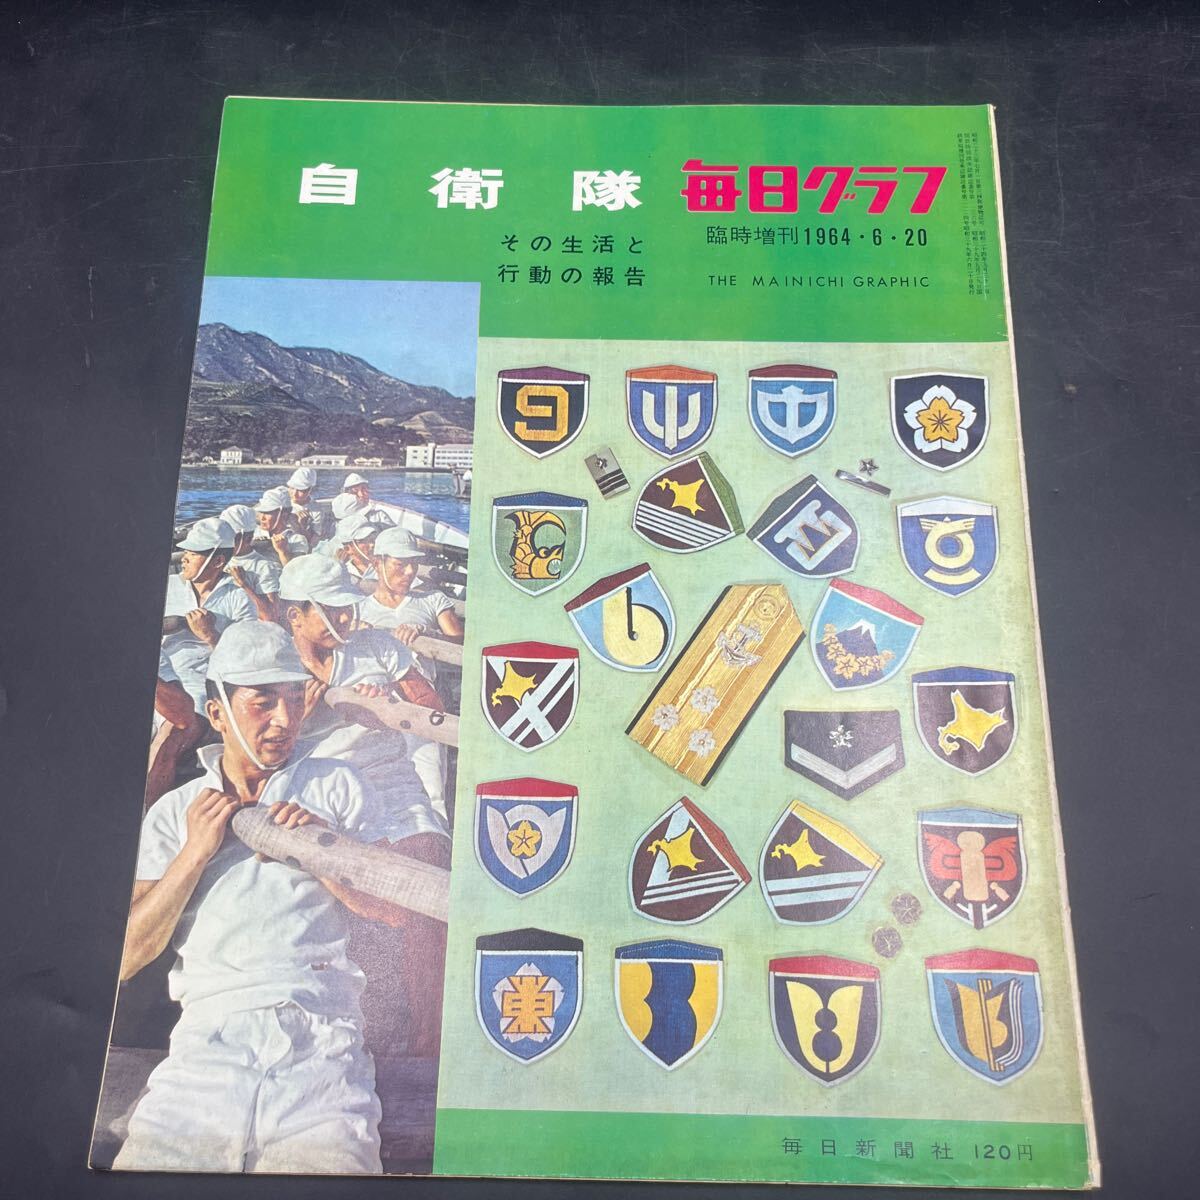 自衛隊
毎日グラフ
その生活と
行動の報告
臨時増刊1964・6・20
THE MAINICHI GRAPHIC
9
東
毎日新聞社 120円